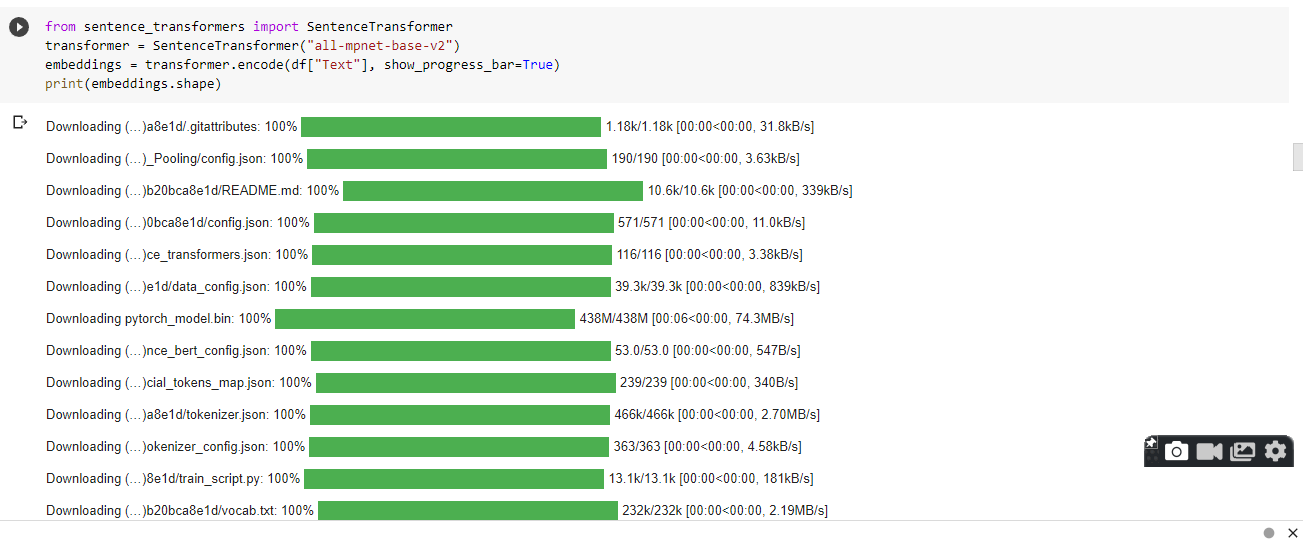 from sentence_transformers import SentenceTransformer
transformer = SentenceTransformer("all-mpnet-base-v2")
embeddings = transformer.encode(df["Text"], show_progress_bar=True)
print(embeddings.shape)
Downloading (…)a8e1d/.gitattributes: 100% 1.18k/1.18k [00:00<00:00, 31.8kB/s]
Downloading (…)_Pooling/config.json: 100% 190/190 [00:00<00:00, 3.63kB/s]
Downloading (…)b20bca8e1d/README.md: 100% 10.6k/10.6k [00:00<00:00, 339kB/s]
Downloading (…)0bca8e1d/config.json: 100% 571/571 [00:00<00:00, 11.0kB/s]
Downloading (…)ce_transformers.json: 100% 116/116 [00:00<00:00, 3.38kB/s]
Downloading (…)e1d/data_config.json: 100% 39.3k/39.3k [00:00<00:00, 839kB/s]
Downloading pytorch_model.bin: 100% 438M/438M [00:06<00:00, 74.3MB/s]
Downloading (…)nce_bert_config.json: 100% 53.0/53.0 [00:00<00:00, 547B/s]
Downloading (…)cial_tokens_map.json: 100% 239/239 [00:00<00:00, 340B/s]
Downloading (…)a8e1d/tokenizer.json: 100% 466k/466k [00:00<00:00, 2.70MB/s]
Downloading (…)okenizer_config.json: 100% 363/363 [00:00<00:00, 4.58kB/s]
Downloading (…)8e1d/train_script.py: 100% 13.1k/13.1k [00:00<00:00, 181kB/s]
Downloading (…)b20bca8e1d/vocab.txt: 100% 232k/232k [00:00<00:00, 2.19MB/s]